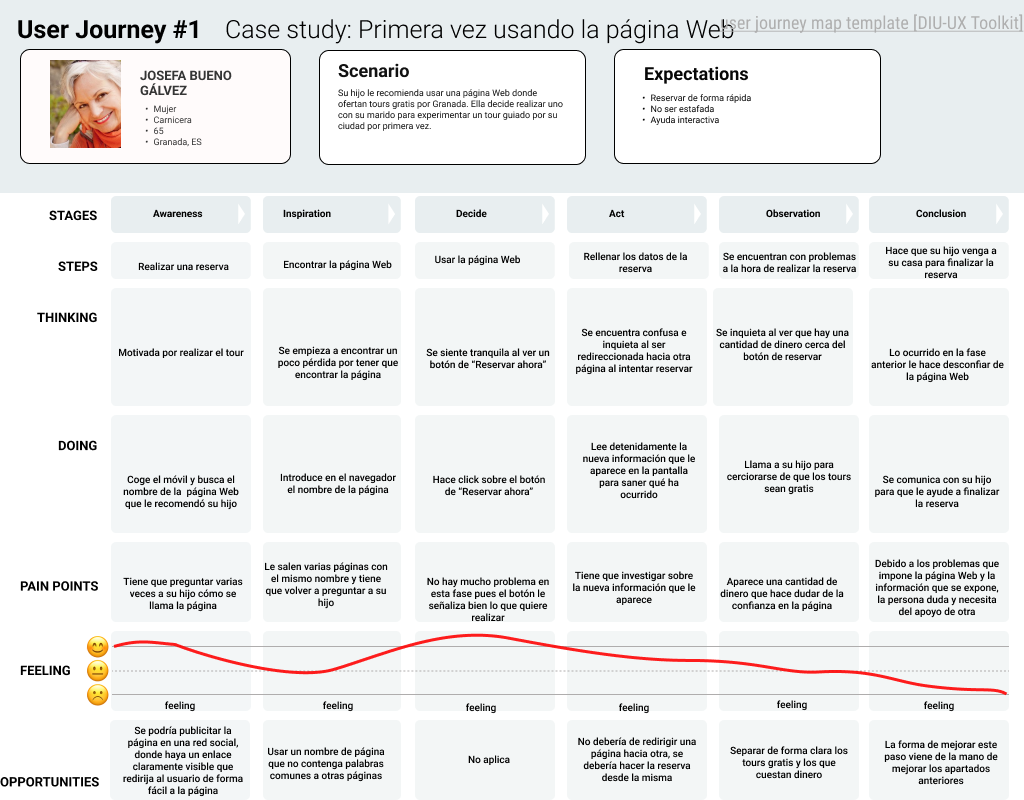 User Journey #1 Case study: Primera vez usando la página Web
user journey map template [DIU-UX Toolkit]
JOSEFA BUENO
GÁLVEZ
• Mujer
• Carnicera
• 65
• Granada, ES
Scenario
Su hijo le recomienda usar una página Web donde
ofertan tours gratis por Granada. Ella decide realizar uno
con su marido para experimentar un tour guiado por su
ciudad por primera vez.
Expectations
• Reservar de forma rápida
• No ser estafada
• Ayuda interactiva
STAGES
Awareness
Inspiration
Decide
Act
Observation
Conclusion
STEPS
Realizar una reserva
Encontrar la página Web
Usar la página Web
Rellenar los datos de la
reserva
Se encuentran con problemas
a la hora de realizar la reserva
Hace que su hijo venga a
su casa para finalizar la
reserva
THINKING
Motivada por realizar el tour
Se empieza a encontrar un
poco pérdida por tener que
encontrar la página
Se siente tranquila al ver un
botón de “Reservar ahora”
Se encuentra confusa e
inquieta al ser
redireccionada hacia otra
página al intentar reservar
Se inquieta al ver que hay una
cantidad de dinero cerca del
botón de reservar
Lo ocurrido en la fase
anterior le hace desconfiar de
la página Web
DOING
Coge el móvil y busca el
nombre de la página Web
que le recomendó su hijo
Introduce en el navegador
el nombre de la página
Hace click sobre el botón
de “Reservar ahora”
Lee detenidamente la
nueva información que le
aparece en la pantalla
para saner qué ha
ocurrido
Llama a su hijo para
cerciorarse de que los tours
sean gratis
Se comunica con su hijo
para que le ayude a finalizar
la reserva
PAIN POINTS
Tiene que preguntar varias
veces a su hijo cómo se
llama la página
Le salen varias páginas con
el mismo nombre y tiene
que volver a preguntar a su
hijo
No hay mucho problema en
esta fase pues el botón le
señaliza bien lo que quiere
realizar
Tiene que investigar sobre
la nueva información que le
aparece
Aparece una cantidad de
dinero que hace dudar de la
confianza en la página
Debido a los problemas que
impone la página Web y la
información que se expone,
la persona duda y necesita
del apoyo de otra
FEELING
feeling
feeling
feeling
feeling
feeling
feeling
OPPORTUNITIES
Se podría publicitar la
página en una red social,
donde haya un enlace
claramente visible que
redirija al usuario de forma
fácil a la página
Usar un nombre de página
que no contenga palabras
comunes a otras páginas
No aplica
No debería de redirigir una
página hacia otra, se
debería hacer la reserva
desde la misma
Separar de forma clara los
tours gratis y los que
cuestan dinero
La forma de mejorar este
paso viene de la mano de
mejorar los apartados
anteriores